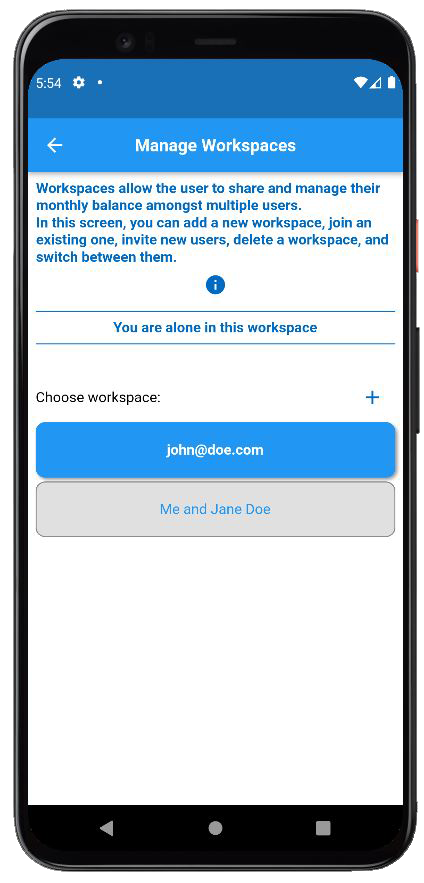 5:54
Manage Workspaces
Workspaces allow the user to share and manage their
monthly balance amongst multiple users.
In this screen, you can add a new workspace, join an
existing one, invite new users, delete a workspace, and
switch between them.
You are alone in this workspace
Choose workspace:
john@doe.com
Me and Jane Doe